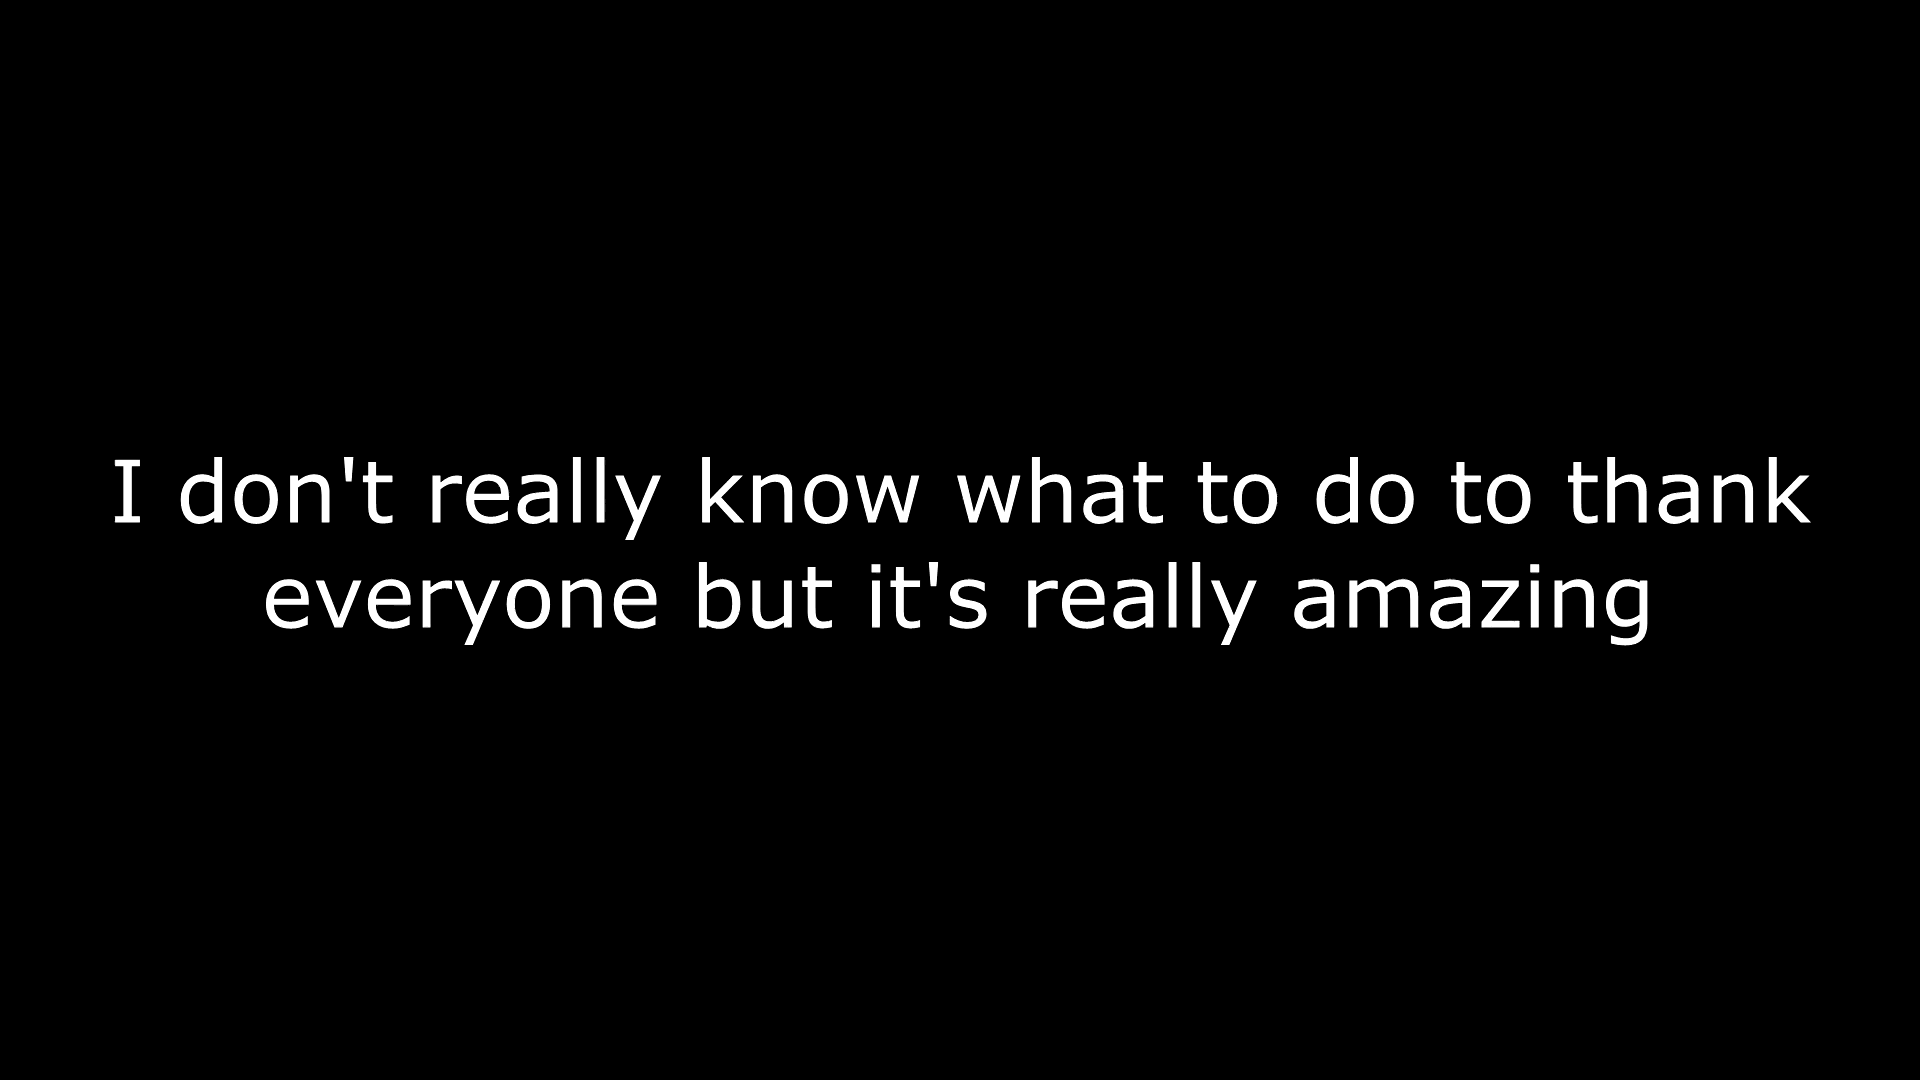 I don't really know what to do to thank
everyone but it's really amazing